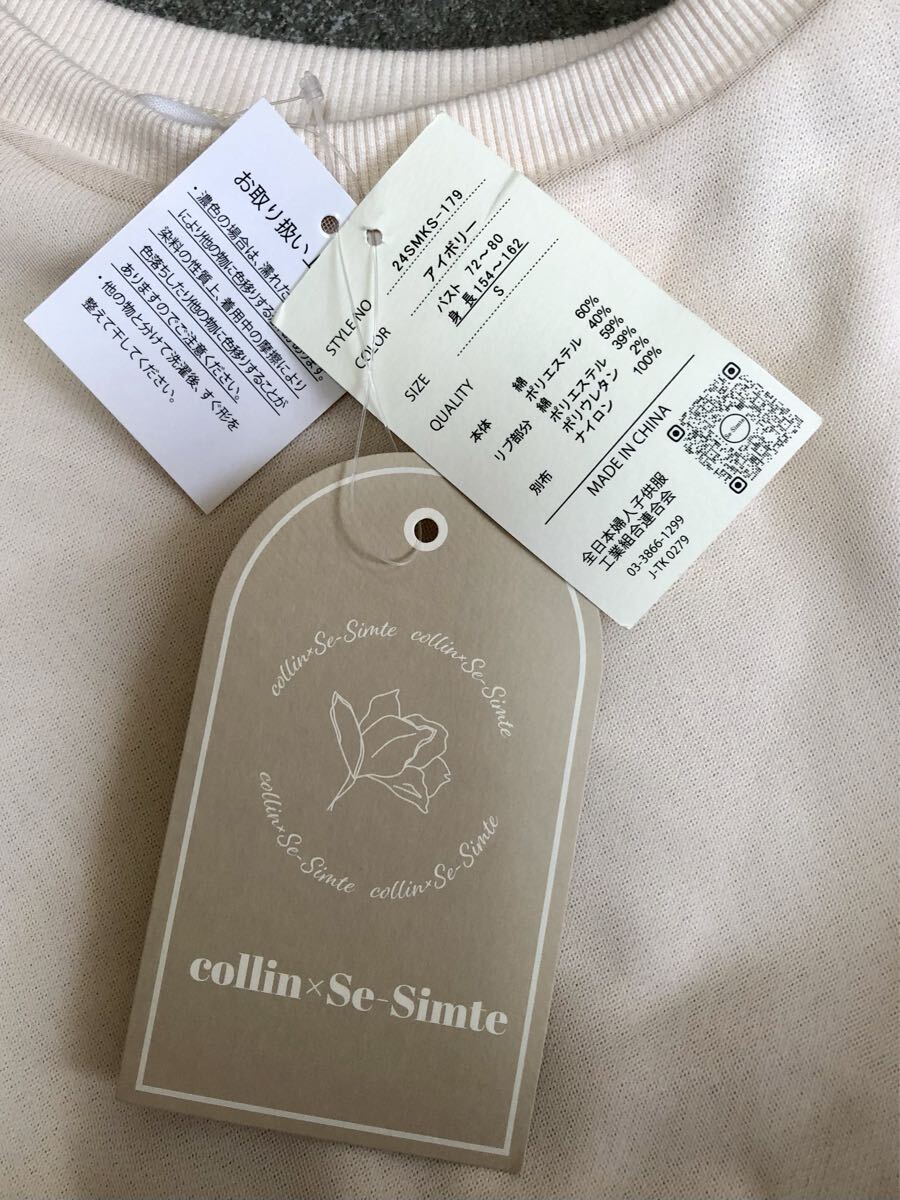 お取り扱い上
・濃色の場合は、濡れた
により他の物に色移りする
あります。
染料の性質上、着用中の摩擦により
色落ちしたり他の物に色移りすることが
ありますのでご注意ください。
・他の物と分けて洗濯後、すぐ形を
整えて干してください。
STYLE NO 24SMKS-179
COLOR アイボリー
SIZE バスト 72～80
身 長 154～162
S
QUALITY
本体 綿 60%
ポリエステル 40%
リブ部分 綿 59%
ポリエステル 39%
ポリウレタン 2%
別布 ナイロン 100%
MADE IN CHINA
全日本婦人子供服
工業組合連合会
03-3866-1299
J-TK 0279
Se-Simte
collin×Se-Simte collin×Se-Simte
collin×Se-Simte collin×Se-Simte
collin×Se-Simte